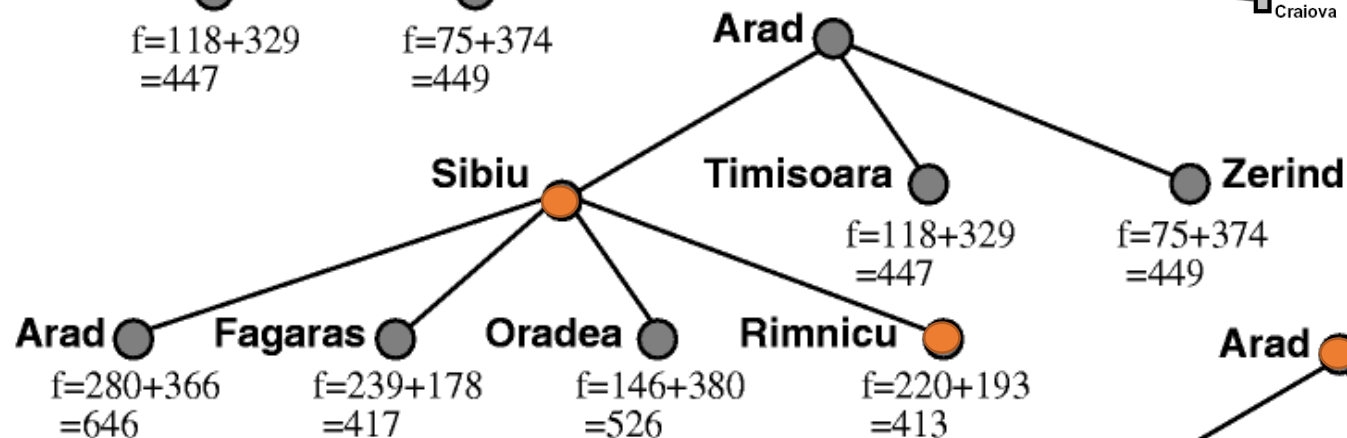 Craiova
f=118+329
=447
f=75+374
=449
Arad
Sibiu
Timisoara
Zerind
f=118+329
=447
f=75+374
=449
Arad
Fagaras
Oradea
Rimnicu
f=280+366
=646
f=239+178
=417
f=146+380
=526
f=220+193
=413
Arad